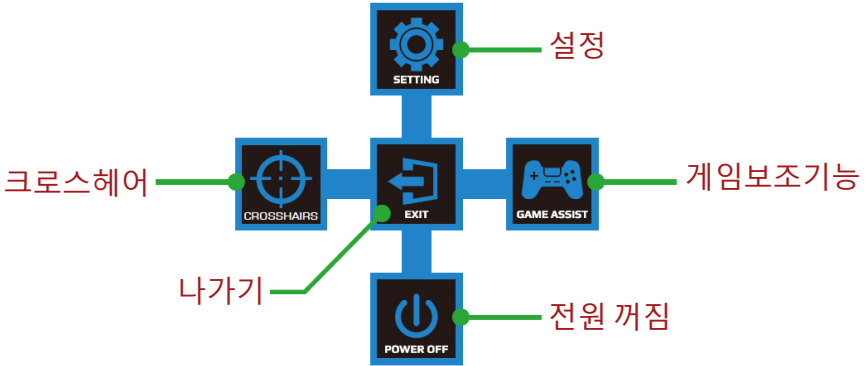 설정
SETTING
크로스헤어
CROSSHAIRS
EXIT
GAME ASSIST
게임보조기능
나가기
POWER OFF
전원 꺼짐